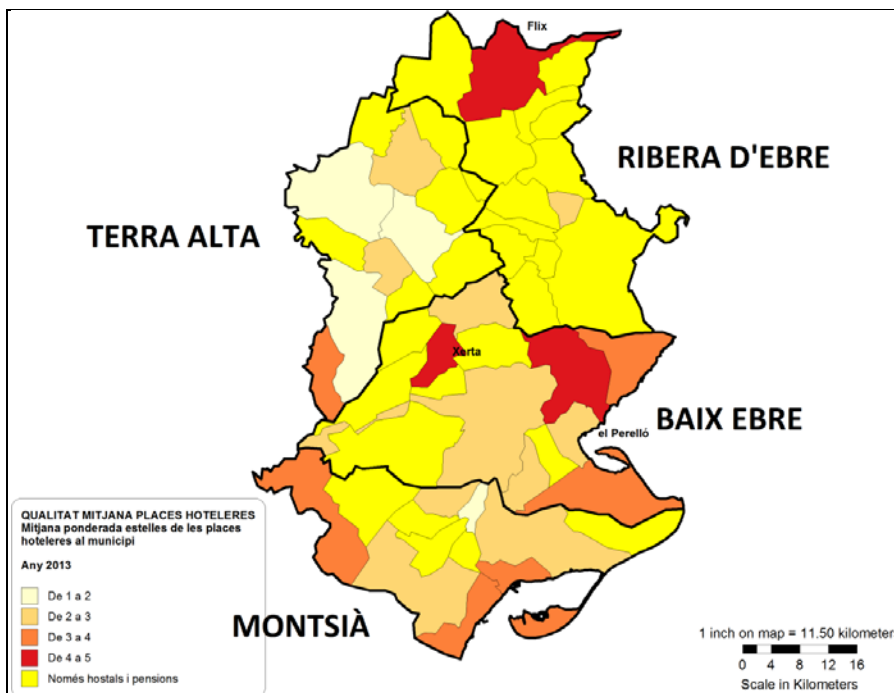 Flix
RIBERA D'EBRE
TERRA ALTA
Xerta
BAIX EBRE
el Perelló
QUALITAT MITJANA PLACES HOTELERES
Mitjana ponderada estelles de les places
hoteleres al municipi
Any 2013
De 1 a 2
De 2 a 3
De 3 a 4
De 4 a 5
Només hostals i pensions
MONTSIÀ
1 inch on map = 11.50 kilometer
0 4 8 12 16
Scale in Kilometers